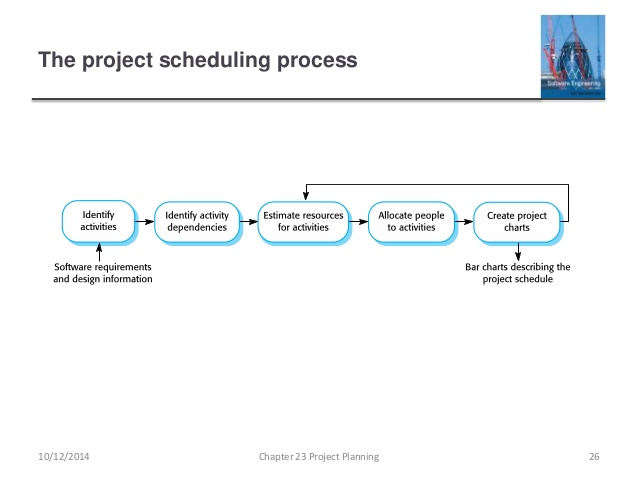 The project scheduling process
Software Engineering
Identify
activities
Identify activity
dependencies
Estimate resources
for activities
Allocate people
to activities
Create project
charts
Software requirements
and design information
Bar charts describing the
project schedule
10/12/2014
Chapter 23 Project Planning
26